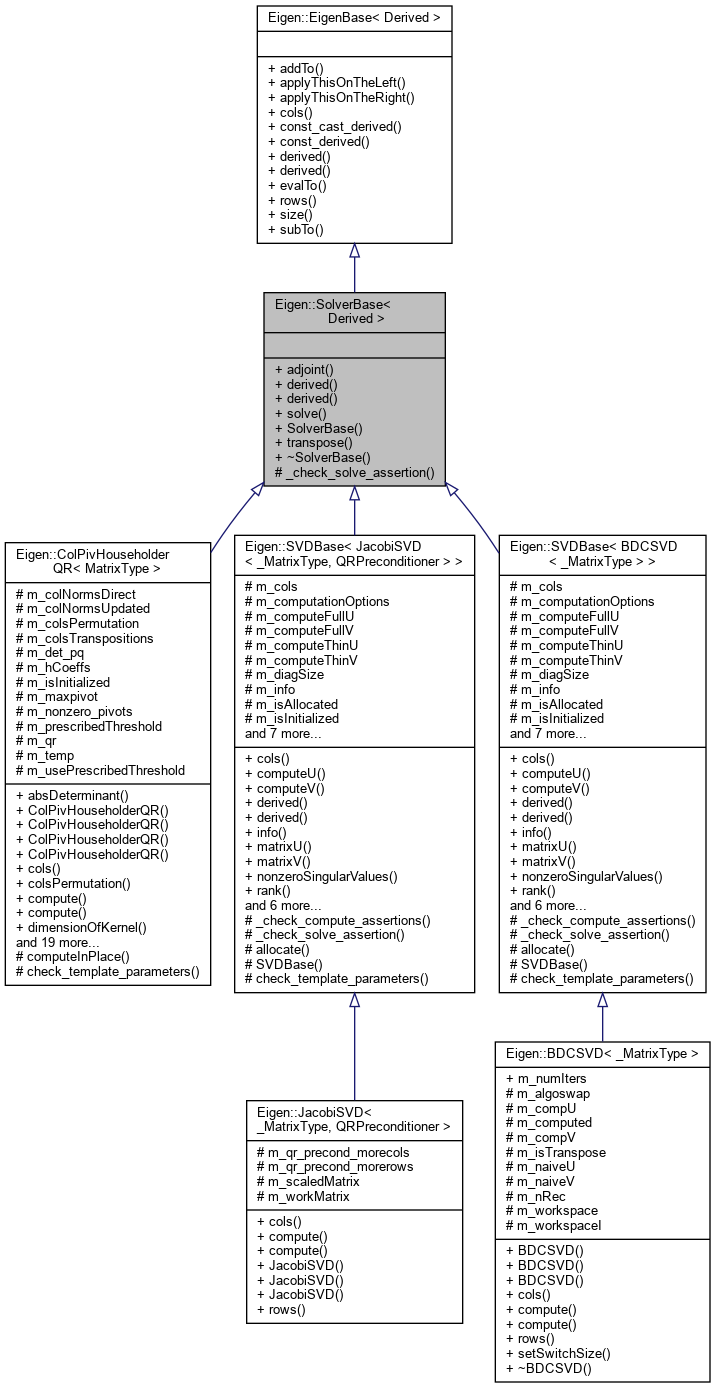 Eigen::EigenBase< Derived >
+ addTo()
+ applyThisOnTheLeft()
+ applyThisOnTheRight()
+ cols()
+ const_cast_derived()
+ const_derived()
+ derived()
+ derived()
+ evalTo()
+ rows()
+ size()
+ subTo()
Eigen::SolverBase<
Derived >
+ adjoint()
+ derived()
+ derived()
+ solve()
+ SolverBase()
+ transpose()
+ ~SolverBase()
# _check_solve_assertion()
Eigen::ColPivHouseholder
QR< MatrixType >
# m_colNormsDirect
# m_colNormsUpdated
# m_colsPermutation
# m_colsTranspositions
# m_det_pq
# m_hCoeffs
# m_isInitialized
# m_maxpivot
# m_nonzero_pivots
# m_prescribedThreshold
# m_qr
# m_temp
# m_usePrescribedThreshold
+ absDeterminant()
+ ColPivHouseholderQR()
+ ColPivHouseholderQR()
+ ColPivHouseholderQR()
+ ColPivHouseholderQR()
+ cols()
+ colsPermutation()
+ compute()
+ compute()
+ dimensionOfKernel()
and 19 more...
# computeInPlace()
# check_template_parameters()
Eigen::SVDBase< JacobiSVD
< _MatrixType, QRPreconditioner > >
# m_cols
# m_computationOptions
# m_computeFullU
# m_computeFullV
# m_computeThinU
# m_computeThinV
# m_diagSize
# m_info
# m_isAllocated
# m_isInitialized
and 7 more...
+ cols()
+ computeU()
+ computeV()
+ derived()
+ derived()
+ info()
+ matrixU()
+ matrixV()
+ nonzeroSingularValues()
+ rank()
and 6 more...
# _check_compute_assertions()
# _check_solve_assertion()
# allocate()
# SVDBase()
# check_template_parameters()
Eigen::SVDBase< BDCSVD
< _MatrixType > >
# m_cols
# m_computationOptions
# m_computeFullU
# m_computeFullV
# m_computeThinU
# m_computeThinV
# m_diagSize
# m_info
# m_isAllocated
# m_isInitialized
and 7 more...
+ cols()
+ computeU()
+ computeV()
+ derived()
+ derived()
+ info()
+ matrixU()
+ matrixV()
+ nonzeroSingularValues()
+ rank()
and 6 more...
# _check_compute_assertions()
# _check_solve_assertion()
# allocate()
# SVDBase()
# check_template_parameters()
Eigen::JacobiSVD<
_MatrixType, QRPreconditioner >
# m_qr_precond_morecols
# m_qr_precond_morerows
# m_scaledMatrix
# m_workMatrix
+ cols()
+ compute()
+ compute()
+ JacobiSVD()
+ JacobiSVD()
+ JacobiSVD()
+ rows()
Eigen::BDCSVD< _MatrixType >
+ m_numIters
# m_algoswap
# m_compU
# m_computed
# m_compV
# m_isTranspose
# m_naiveU
# m_naiveV
# m_nRec
# m_workspace
# m_workspaceI
+ BDCSVD()
+ BDCSVD()
+ BDCSVD()
+ cols()
+ compute()
+ compute()
+ rows()
+ setSwitchSize()
+ ~BDCSVD()